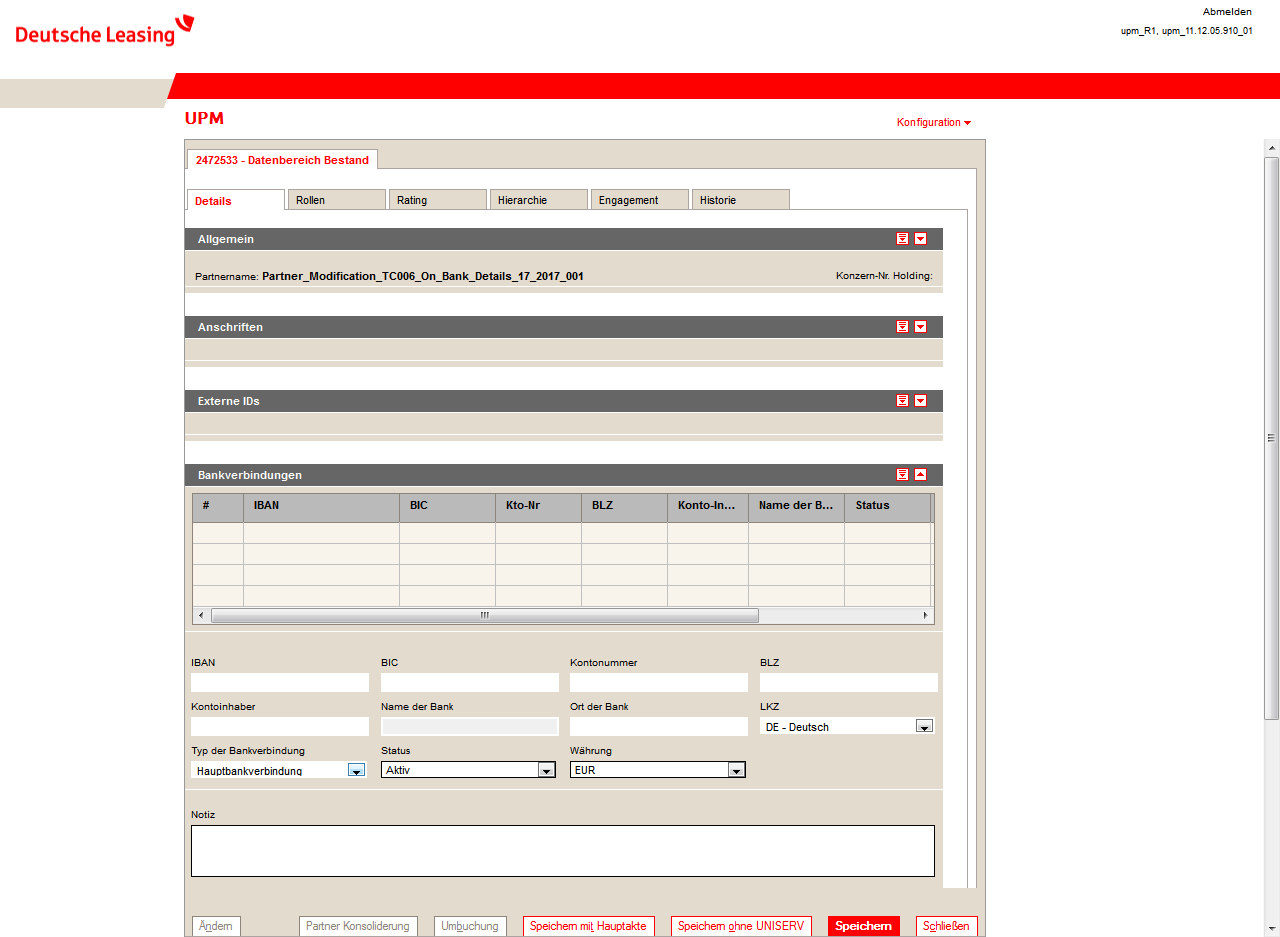 Abmelden
Deutsche Leasing
upm_R1, upm_11.12.05.910_01
UPM
Konfiguration
2472533 - Datenbereich Bestand
Details Rollen Rating Hierarchie Engagement Historie
Allgemein
Partnername: Partner_Modification_TC006_On_Bank_Details_17_2017_001 Konzern-Nr. Holding:
Anschriften
Externe IDs
Bankverbindungen
# IBAN BIC Kto-Nr BLZ Konto-In... Name der B... Status
IBAN BIC Kontonummer BLZ
Kontoinhaber Name der Bank Ort der Bank LKZ
DE - Deutsch
Typ der Bankverbindung Status Währung
Hauptbankverbindung Aktiv EUR
Notiz
Ändern Partner Konsolidierung Umbuchung Speichern mit Hauptakte Speichern ohne UNISERV Speichern Schließen